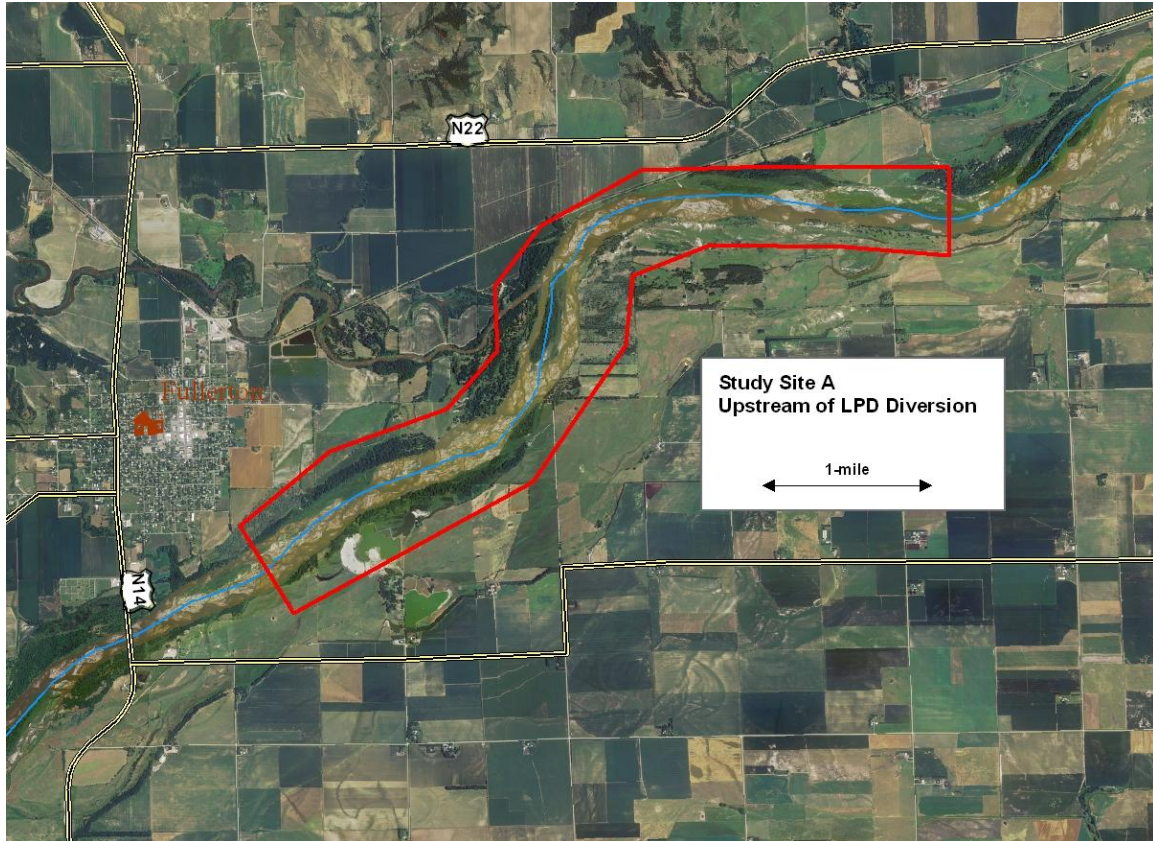 N22
Fullerton
Study Site A
Upstream of LPD Diversion
1-mile
N14